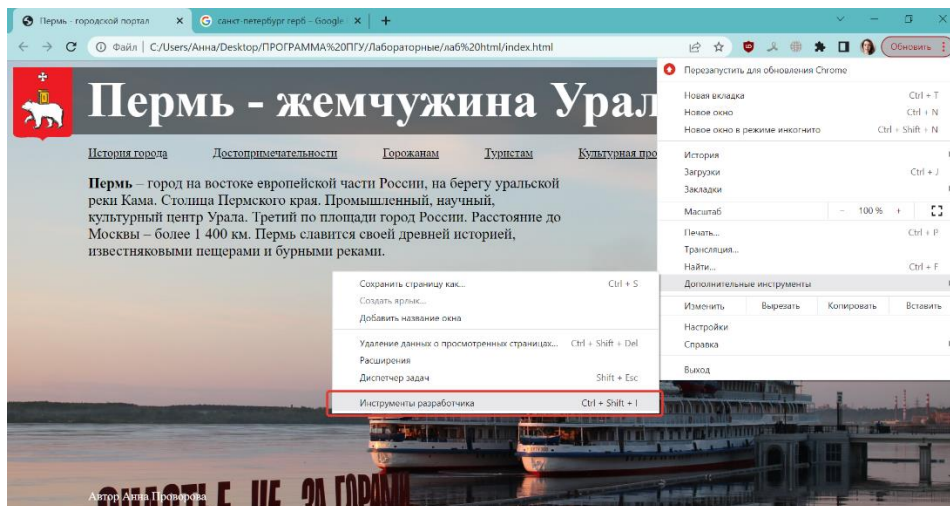 Пермь - городской портал
санкт-петербург герб – Google
Файл | C:/Users/Анна/Desktop/ПРОГРАММА%20ПГУ//Лабораторные/лаб%20html/index.html
Обновить
Пермь - жемчужина Урал
История города Достопримечательности Горожанам Туристам Культурная про
Пермь – город на востоке европейской части России, на берегу уральской
реки Кама. Столица Пермского края. Промышленный, научный,
культурный центр Урала. Третий по площади город России. Расстояние до
Москвы – более 1 400 км. Пермь славится своей древней историей,
известняковыми пещерами и бурными реками.
Перезапустить для обновления Chrome
Новая вкладка Ctrl + T
Новое окно Ctrl + N
Новое окно в режиме инкогнито Ctrl + Shift + N
История
Загрузки Ctrl + J
Закладки
Масштаб – 100 % +
Печать... Ctrl + P
Трансляция...
Найти... Ctrl + F
Дополнительные инструменты
Изменить Вырезать Копировать Вставить
Настройки
Справка
Выход
Сохранить страницу как... Ctrl + S
Создать ярлык...
Добавить название окна
Удаление данных о просмотренных страницах... Ctrl + Shift + Del
Расширения
Диспетчер задач Shift + Esc
Инструменты разработчика Ctrl + Shift + I
СЧАСТЬЕ НЕ ЗА ГОРАМИ
Автор Анна Проворова